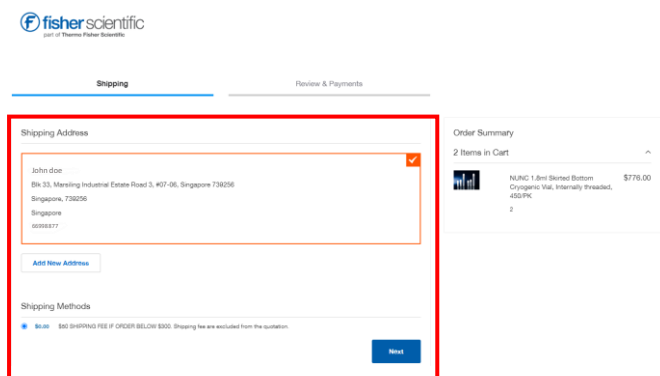 fisher scientific
part of Thermo Fisher Scientific
Shipping
Review & Payments
Shipping Address
John doe
Blk 33, Marsiling Industrial Estate Road 3, #07-06, Singapore 739256
Singapore, 739256
Singapore
Add New Address
Shipping Methods
$0.00 $50 SHIPPING FEE IF ORDER BELOW $300. Shipping fee are excluded from the quotation
Next
Order Summary
2 Items in Cart
NUNC 1.8ml Skirted Bottom $776.00
Cryogenic Vial, Internally threaded,
450/PK
2